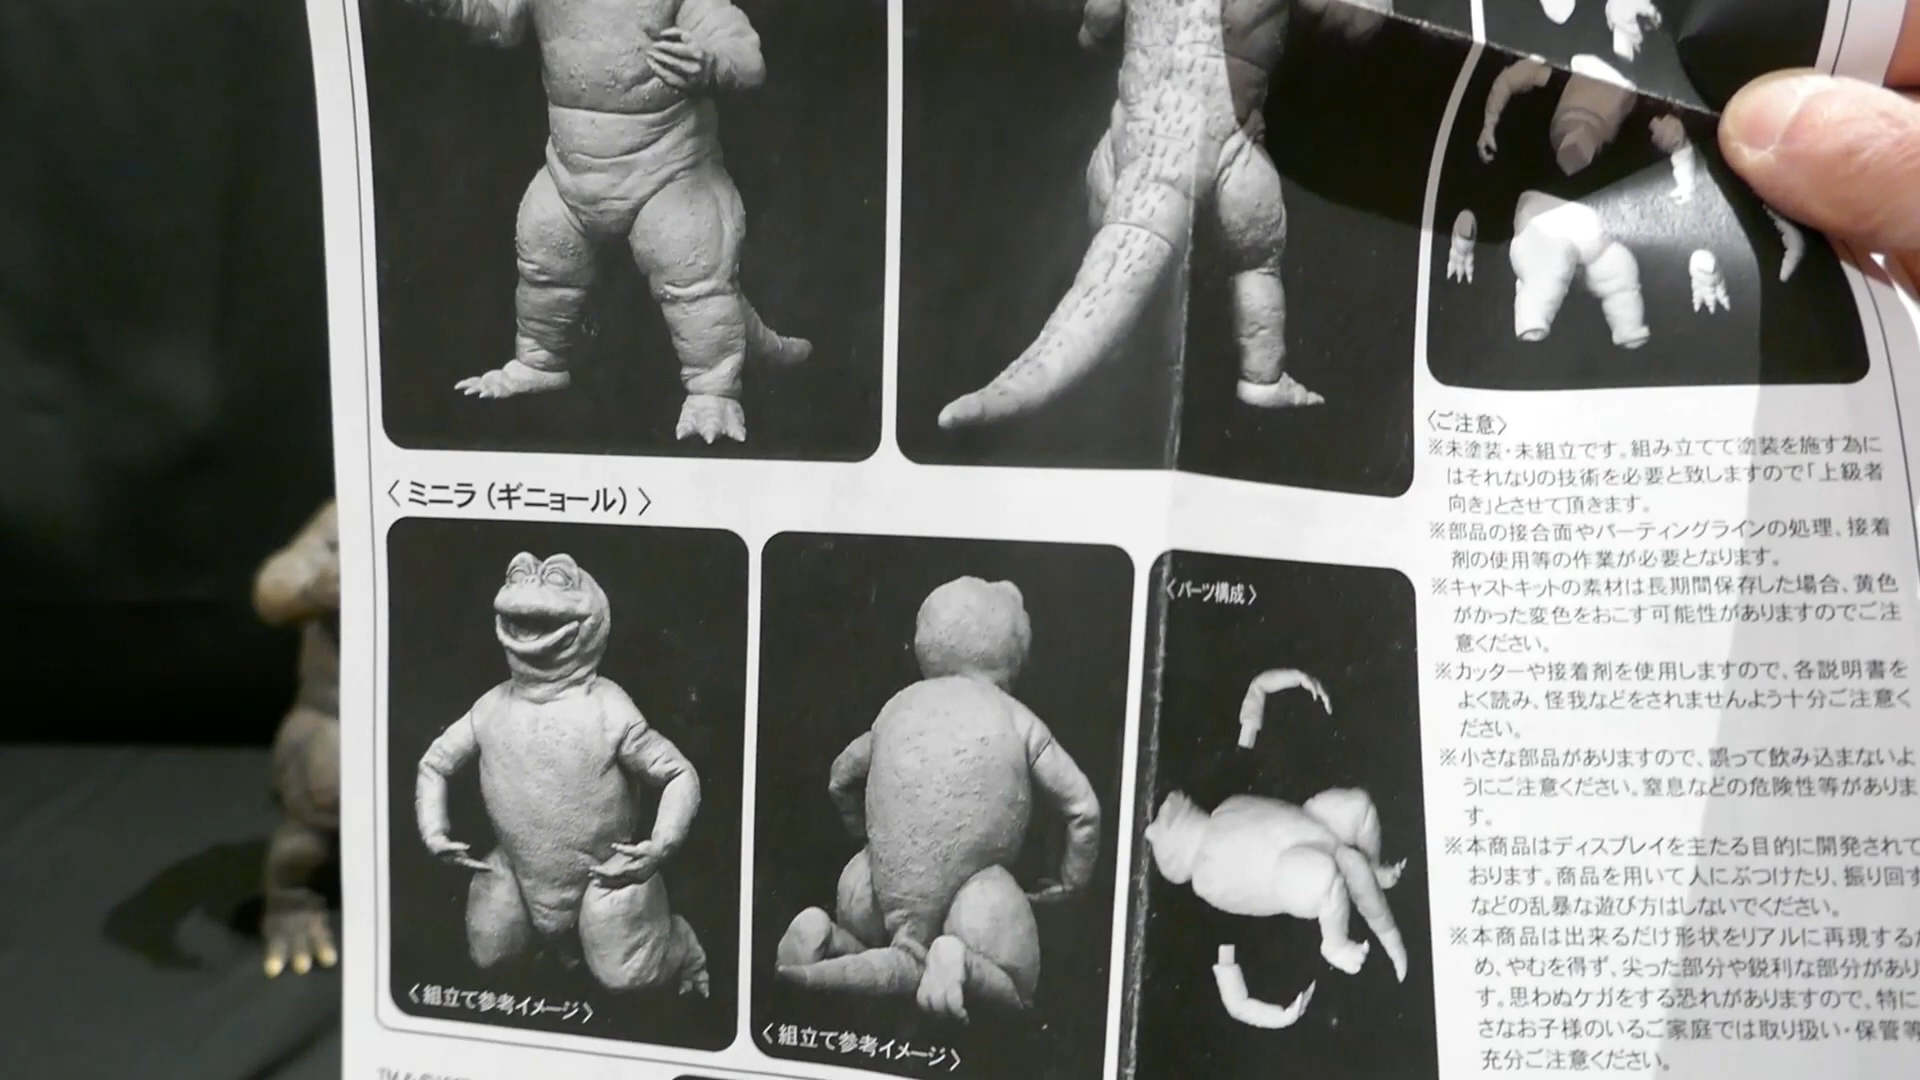 〈ミニラ（ギニョール）〉
〈組立て参考イメージ〉
〈組立て参考イメージ〉
〈パーツ構成〉
〈ご注意〉
※未塗装・未組立です。組み立てて塗装を施す為に
はそれなりの技術を必要と致しますので「上級者
向き」とさせて頂きます。
※部品の接合面やパーティングラインの処理、接着
剤の使用等の作業が必要となります。
※キャストキットの素材は長期間保存した場合、黄色
がかった変色をおこす可能性がありますのでご注
意ください。
※カッターや接着剤を使用しますので、各説明書を
よく読み、怪我などをされませんよう十分ご注意く
ださい。
※小さな部品がありますので、誤って飲み込まないよ
うにご注意ください。窒息などの危険性等がありま
す。
※本商品はディスプレイを主たる目的に開発されて
おります。商品を用いて人にぶつけたり、振り回す
などの乱暴な遊び方はしないでください。
※本商品は出来るだけ形状をリアルに再現するた
め、やむを得ず、尖った部分や鋭利な部分があり
す。思わぬケガをする恐れがありますので、特に
さなお子様のいるご家庭では取り扱い・保管等
充分ご注意ください。